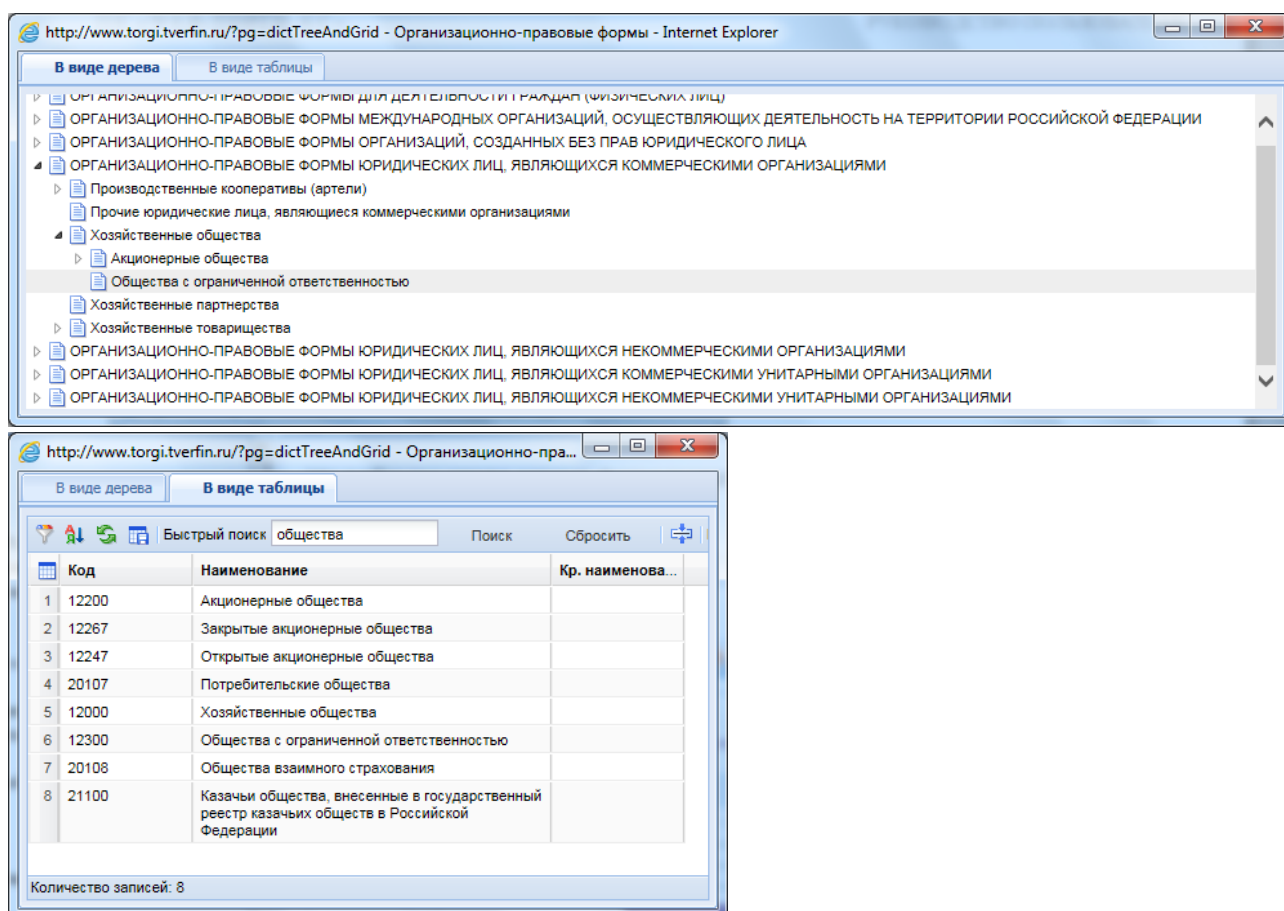 http://www.torgi.tverfin.ru/?pg=dictTreeAndGrid - Организационно-правовые формы - Internet Explorer
В виде дерева В виде таблицы
ОРГАНИЗАЦИОННО-ПРАВОВЫЕ ФОРМЫ ДЛЯ ДЕЯТЕЛЬНОСТИ ГРАЖДАН (ФИЗИЧЕСКИХ ЛИЦ)
ОРГАНИЗАЦИОННО-ПРАВОВЫЕ ФОРМЫ МЕЖДУНАРОДНЫХ ОРГАНИЗАЦИЙ, ОСУЩЕСТВЛЯЮЩИХ ДЕЯТЕЛЬНОСТЬ НА ТЕРРИТОРИИ РОССИЙСКОЙ ФЕДЕРАЦИИ
ОРГАНИЗАЦИОННО-ПРАВОВЫЕ ФОРМЫ ОРГАНИЗАЦИЙ, СОЗДАННЫХ БЕЗ ПРАВ ЮРИДИЧЕСКОГО ЛИЦА
ОРГАНИЗАЦИОННО-ПРАВОВЫЕ ФОРМЫ ЮРИДИЧЕСКИХ ЛИЦ, ЯВЛЯЮЩИХСЯ КОММЕРЧЕСКИМИ ОРГАНИЗАЦИЯМИ
Производственные кооперативы (артели)
Прочие юридические лица, являющиеся коммерческими организациями
Хозяйственные общества
Акционерные общества
Общества с ограниченной ответственностью
Хозяйственные партнерства
Хозяйственные товарищества
ОРГАНИЗАЦИОННО-ПРАВОВЫЕ ФОРМЫ ЮРИДИЧЕСКИХ ЛИЦ, ЯВЛЯЮЩИХСЯ НЕКОММЕРЧЕСКИМИ ОРГАНИЗАЦИЯМИ
ОРГАНИЗАЦИОННО-ПРАВОВЫЕ ФОРМЫ ЮРИДИЧЕСКИХ ЛИЦ, ЯВЛЯЮЩИХСЯ КОММЕРЧЕСКИМИ УНИТАРНЫМИ ОРГАНИЗАЦИЯМИ
ОРГАНИЗАЦИОННО-ПРАВОВЫЕ ФОРМЫ ЮРИДИЧЕСКИХ ЛИЦ, ЯВЛЯЮЩИХСЯ НЕКОММЕРЧЕСКИМИ УНИТАРНЫМИ ОРГАНИЗАЦИЯМИ
http://www.torgi.tverfin.ru/?pg=dictTreeAndGrid - Организационно-пра...
В виде дерева В виде таблицы
Быстрый поиск общества Поиск Сбросить
Код Наименование Кр. наименова...
1 12200 Акционерные общества
2 12267 Закрытые акционерные общества
3 12247 Открытые акционерные общества
4 20107 Потребительские общества
5 12000 Хозяйственные общества
6 12300 Общества с ограниченной ответственностью
7 20108 Общества взаимного страхования
8 21100 Казачьи общества, внесенные в государственный
реестр казачьих обществ в Российской
Федерации
Количество записей: 8